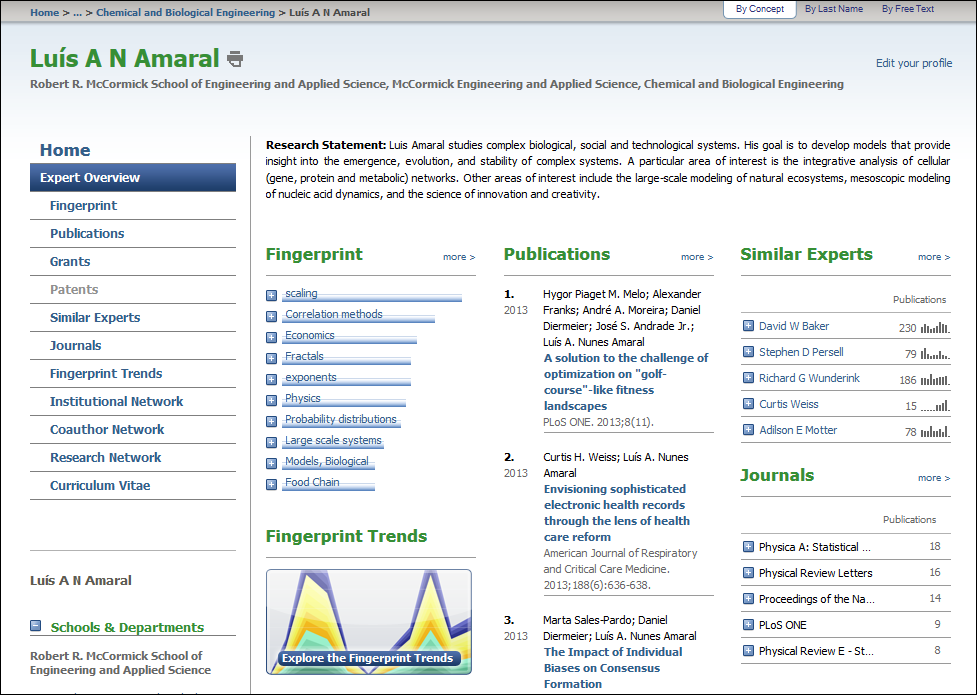 Home > ... > Chemical and Biological Engineering > Luís A N Amaral
By Concept
By Last Name
By Free Text
Luís A N Amaral
Edit your profile
Robert R. McCormick School of Engineering and Applied Science, McCormick Engineering and Applied Science, Chemical and Biological Engineering
Home
Expert Overview
Fingerprint
Publications
Grants
Patents
Similar Experts
Journals
Fingerprint Trends
Institutional Network
Coauthor Network
Research Network
Curriculum Vitae
Luís A N Amaral
Schools & Departments
Robert R. McCormick School of
Engineering and Applied Science
Research Statement: Luis Amaral studies complex biological, social and technological systems. His goal is to develop models that provide
insight into the emergence, evolution, and stability of complex systems. A particular area of interest is the integrative analysis of cellular
(gene, protein and metabolic) networks. Other areas of interest include the large-scale modeling of natural ecosystems, mesoscopic modeling
of nucleic acid dynamics, and the science of innovation and creativity.
Fingerprint
more >
scaling
Correlation methods
Economics
Fractals
exponents
Physics
Probability distributions
Large scale systems
Models, Biological
Food Chain
Fingerprint Trends
Explore the Fingerprint Trends
Publications
more >
1.
2013
Hygor Piaget M. Melo; Alexander
Franks; André A. Moreira; Daniel
Diermeier; José S. Andrade Jr.;
Luís A. Nunes Amaral
A solution to the challenge of
optimization on "golf-
course"-like fitness
landscapes
PLoS ONE. 2013;8(11).
2.
2013
Curtis H. Weiss; Luís A. Nunes
Amaral
Envisioning sophisticated
electronic health records
through the lens of health
care reform
American Journal of Respiratory
and Critical Care Medicine.
2013;188(6):636-638.
3.
2013
Marta Sales-Pardo; Daniel
Diermeier; Luís A. Nunes Amaral
The Impact of Individual
Biases on Consensus
Formation
Similar Experts
more >
Publications
David W Baker 230
Stephen D Persell 79
Richard G Wunderink 186
Curtis Weiss 15
Adilson E Motter 78
Journals
more >
Publications
Physica A: Statistical ... 18
Physical Review Letters 16
Proceedings of the Na... 14
PLoS ONE 9
Physical Review E - St... 8